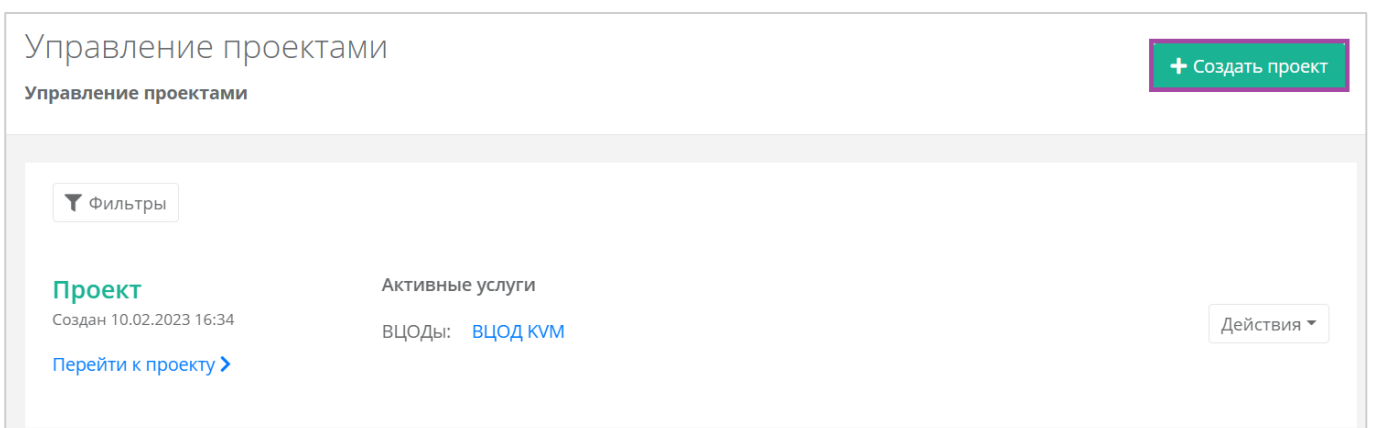 Управление проектами
Создать проект
Управление проектами
Фильтры
Проект
Создан 10.02.2023 16:34
Перейти к проекту
Активные услуги
ВЦОДы: ВЦОД KVM
Действия